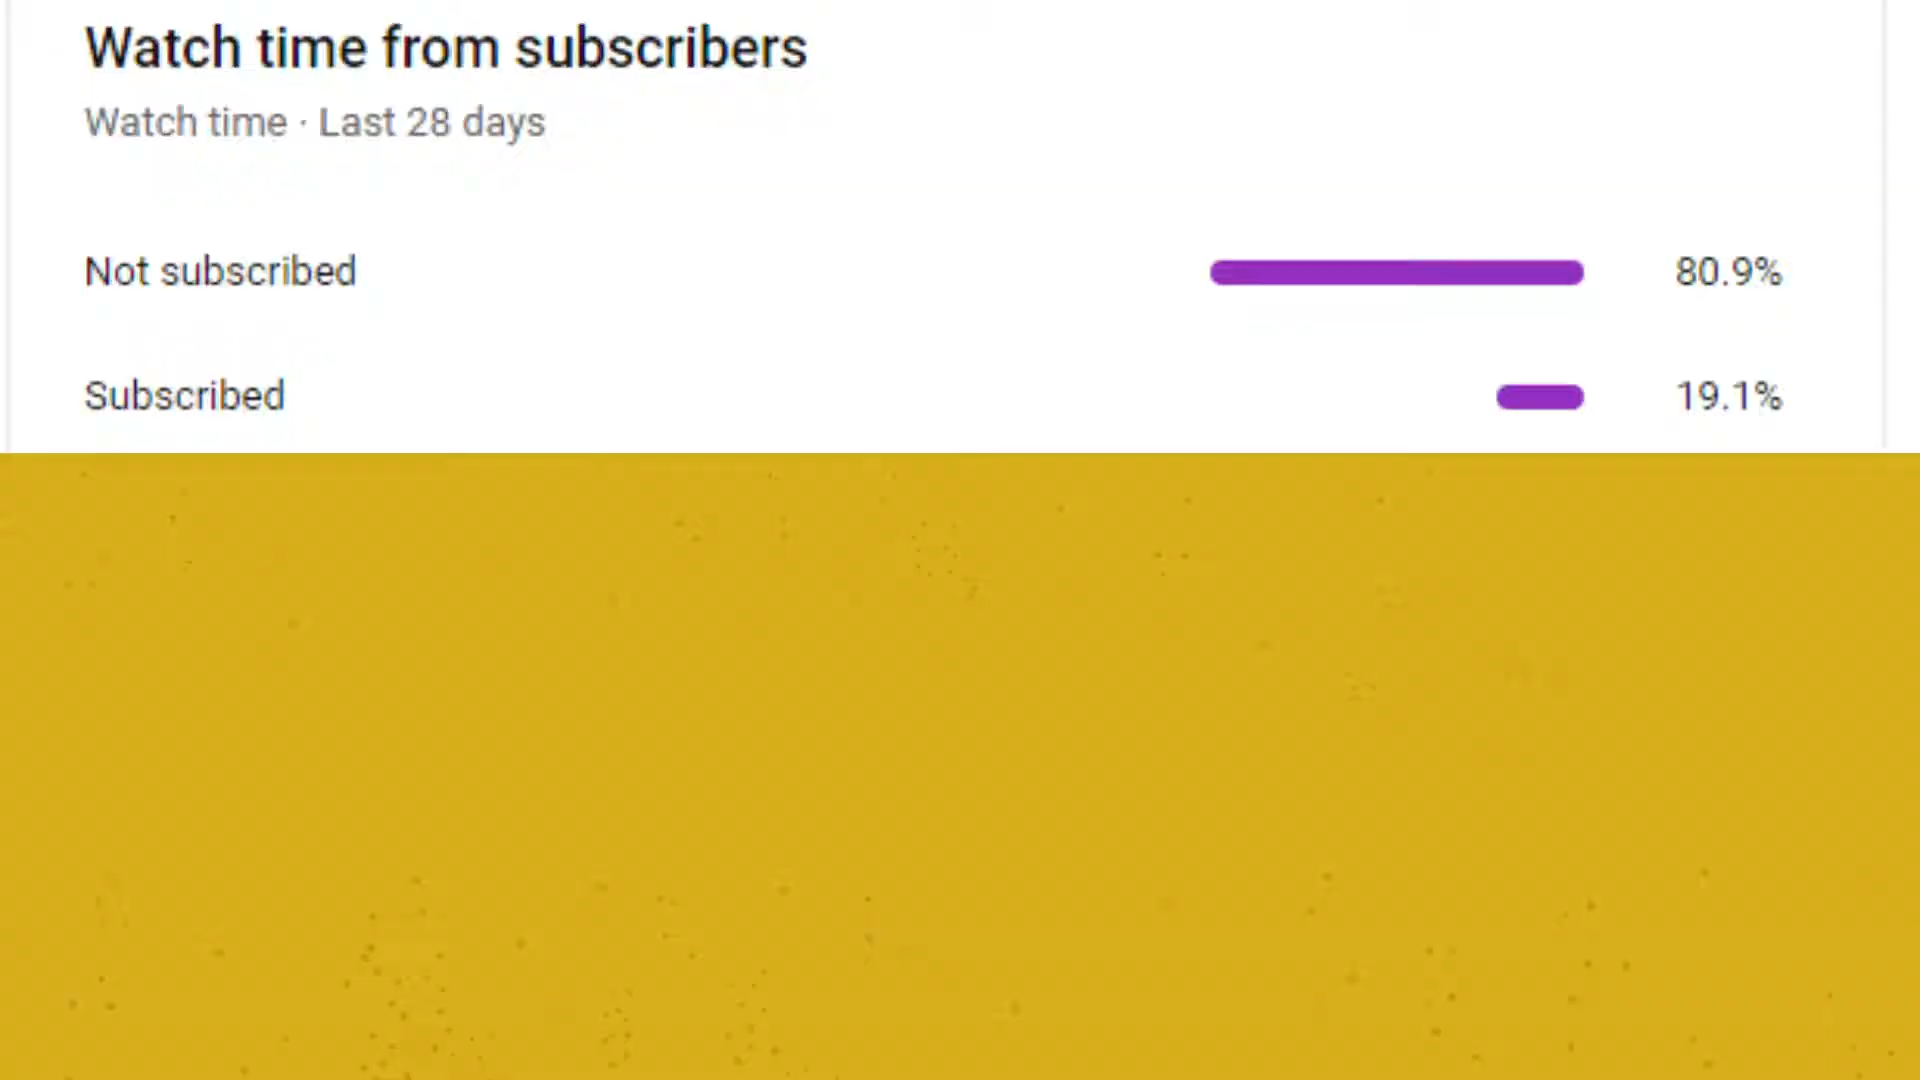 Watch time from subscribers
Watch time · Last 28 days
Not subscribed 80.9%
Subscribed 19.1%